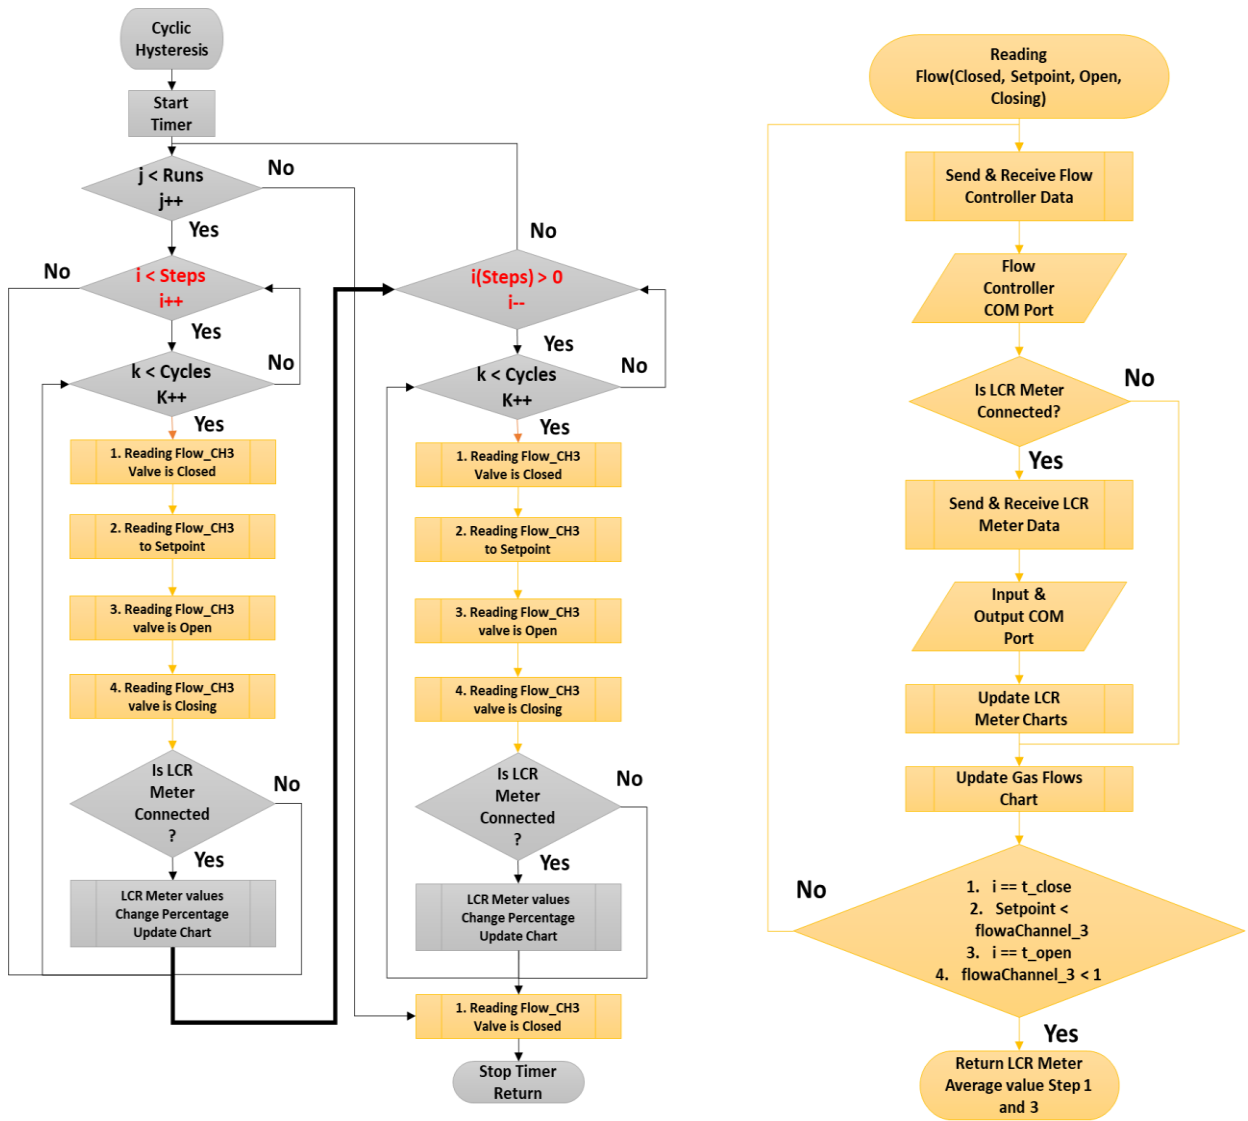 Cyclic
Hysteresis
Start
Timer
j < Runs
j++
No
Yes
i < Steps
i++
No
Yes
k < Cycles
K++
No
Yes
1. Reading Flow_CH3
Valve is Closed
2. Reading Flow_CH3
to Setpoint
3. Reading Flow_CH3
valve is Open
4. Reading Flow_CH3
valve is Closing
Is LCR
Meter
Connected
?
No
Yes
LCR Meter values
Change Percentage
Update Chart
No
i(Steps) > 0
i--
Yes
k < Cycles
K++
No
Yes
1. Reading Flow_CH3
Valve is Closed
2. Reading Flow_CH3
to Setpoint
3. Reading Flow_CH3
valve is Open
4. Reading Flow_CH3
valve is Closing
Is LCR
Meter
Connected
?
No
Yes
LCR Meter values
Change Percentage
Update Chart
1. Reading Flow_CH3
Valve is Closed
Stop Timer
Return
Reading
Flow(Closed, Setpoint, Open,
Closing)
Send & Receive Flow
Controller Data
Flow
Controller
COM Port
Is LCR Meter
Connected?
No
Yes
Send & Receive LCR
Meter Data
Input &
Output COM
Port
Update LCR
Meter Charts
Update Gas Flows
Chart
No
1. i == t_close
2. Setpoint <
flowaChannel_3
3. i == t_open
4. flowaChannel_3 < 1
Yes
Return LCR Meter
Average value Step 1
and 3